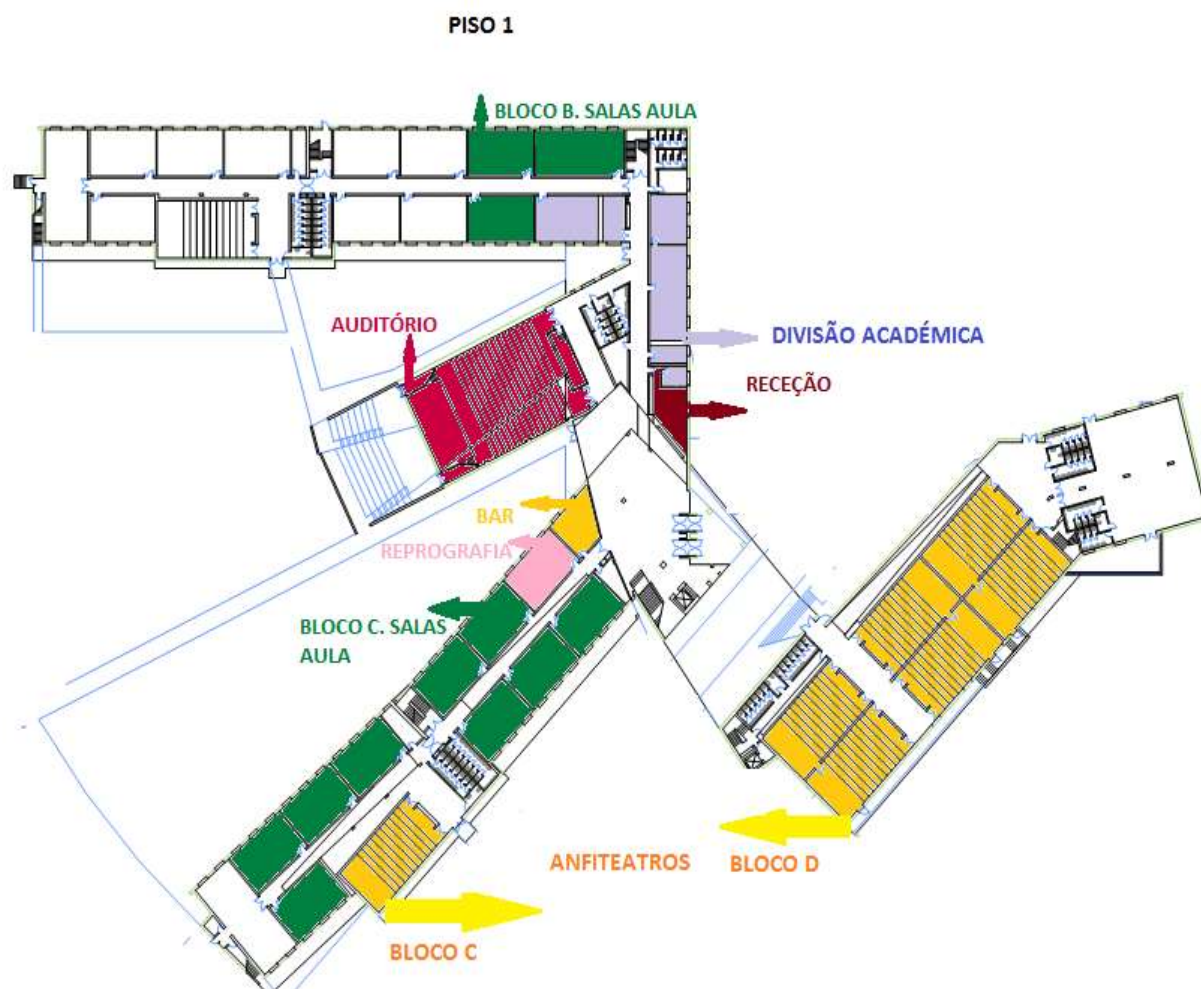 PISO 1
BLOCO B. SALAS AULA
AUDITÓRIO
DIVISÃO ACADÉMICA
RECEÇÃO
BAR
REPROGRAFIA
BLOCO C. SALAS
AULA
ANFITEATROS
BLOCO D
BLOCO C